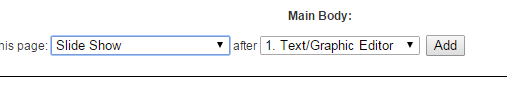 Main Body:
his page: Slide Show after 1. Text/Graphic Editor Add